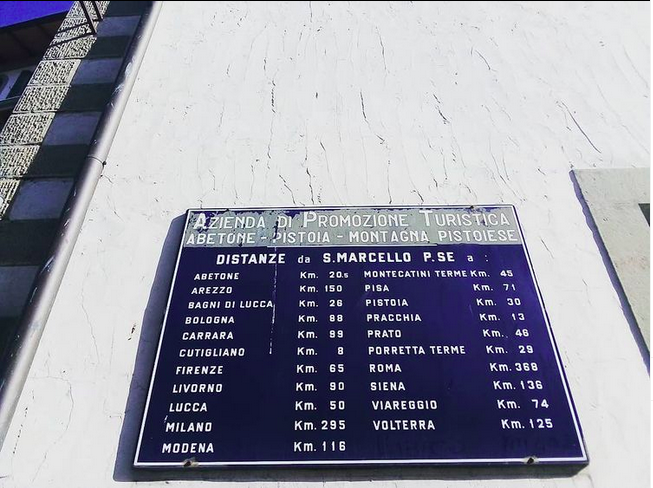 AZIENDA DI PROMOZIONE TURISTICA
ABETONE - PISTOIA - MONTAGNA PISTOIESE
DISTANZE da S.MARCELLO P.SE a :
ABETONE Km. 20.5 MONTECATINI TERME Km. 45
AREZZO Km. 150 PISA Km. 71
BAGNI DI LUCCA Km. 26 PISTOIA Km. 30
BOLOGNA Km. 88 PRACCHIA Km. 13
CARRARA Km. 99 PRATO Km. 46
CUTIGLIANO Km. 8 PORRETTA TERME Km. 29
FIRENZE Km. 65 ROMA Km. 368
LIVORNO Km. 90 SIENA Km. 136
LUCCA Km. 50 VIAREGGIO Km. 74
MILANO Km. 295 VOLTERRA Km. 125
MODENA Km. 116